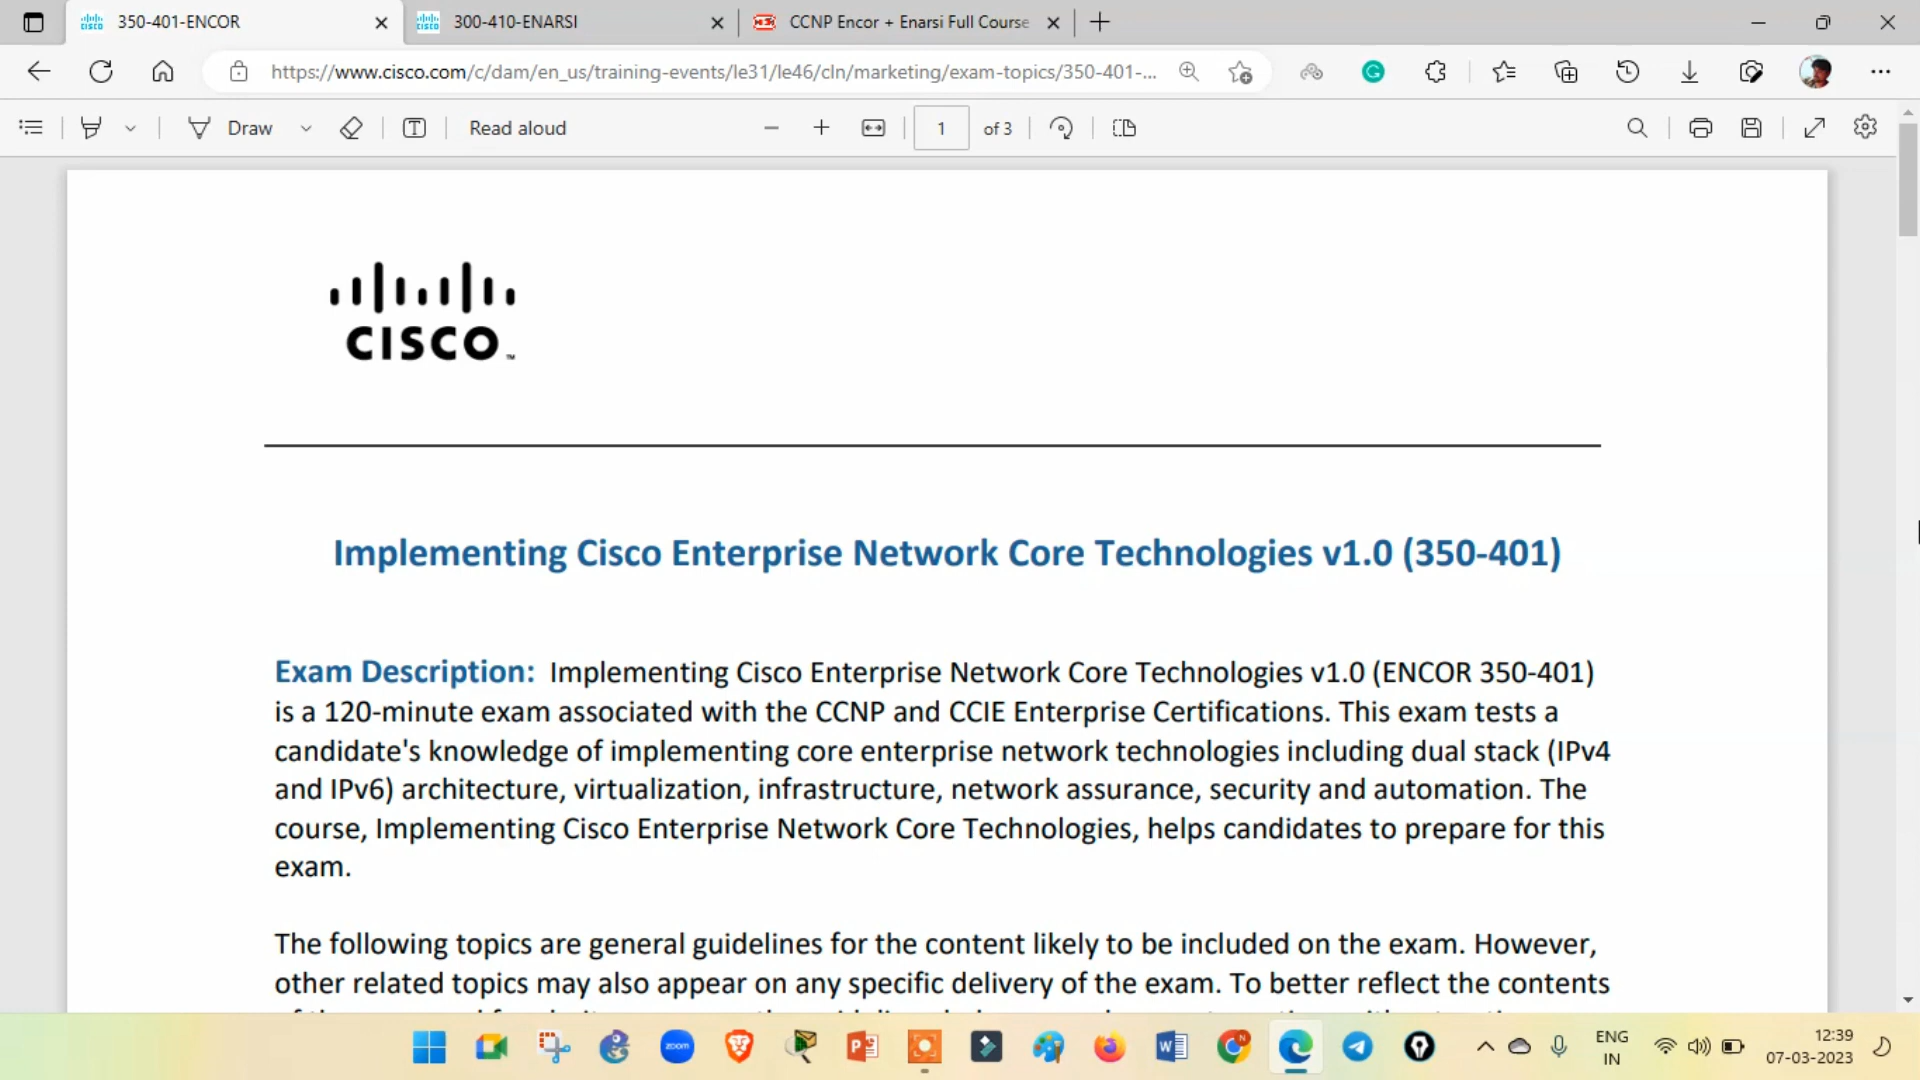 350-401-ENCOR
300-410-ENARSI
CCNP Encor + Enarsi Full Course
https://www.cisco.com/c/dam/en_us/training-events/le31/le46/cln/marketing/exam-topics/350-401-...
Draw
Read aloud
1 of 3
CISCO
Implementing Cisco Enterprise Network Core Technologies v1.0 (350-401)
Exam Description: Implementing Cisco Enterprise Network Core Technologies v1.0 (ENCOR 350-401)
is a 120-minute exam associated with the CCNP and CCIE Enterprise Certifications. This exam tests a
candidate's knowledge of implementing core enterprise network technologies including dual stack (IPv4
and IPv6) architecture, virtualization, infrastructure, network assurance, security and automation. The
course, Implementing Cisco Enterprise Network Core Technologies, helps candidates to prepare for this
exam.
The following topics are general guidelines for the content likely to be included on the exam. However,
other related topics may also appear on any specific delivery of the exam. To better reflect the contents
zoom
ENG
IN
12:39
07-03-2023